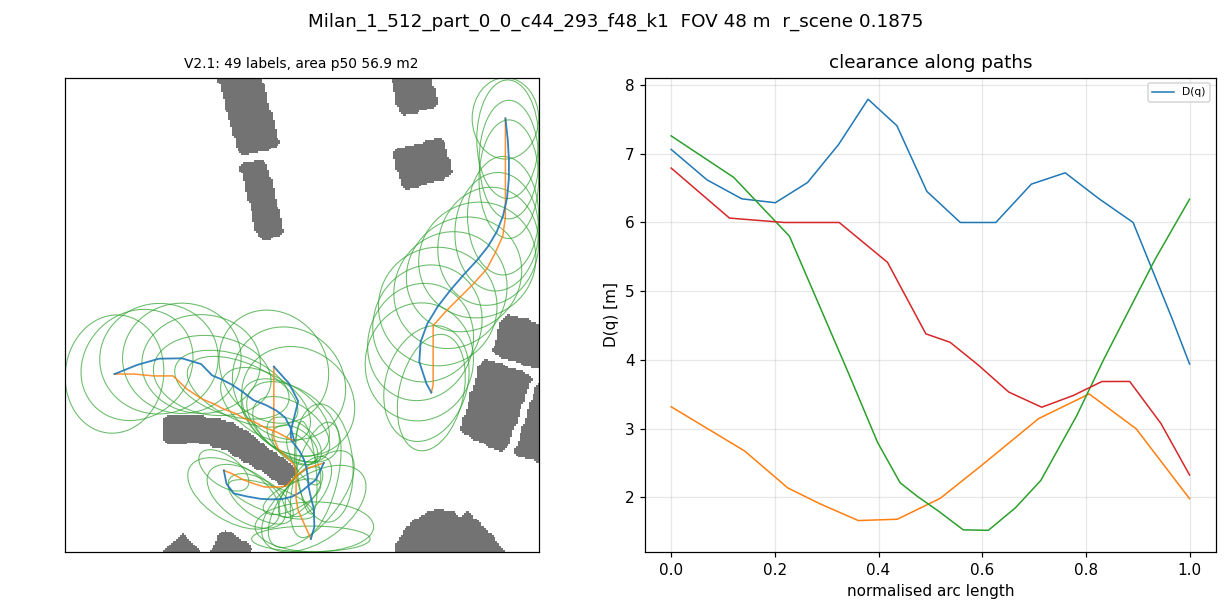 Milan_1_512_part_0_0_c44_293_f48_k1  FOV 48 m  r_scene 0.1875
V2.1: 49 labels, area p50 56.9 m2
clearance along paths
D(q)
D(q) [m]
8
7
6
5
4
3
2
0.0 0.2 0.4 0.6 0.8 1.0
normalised arc length